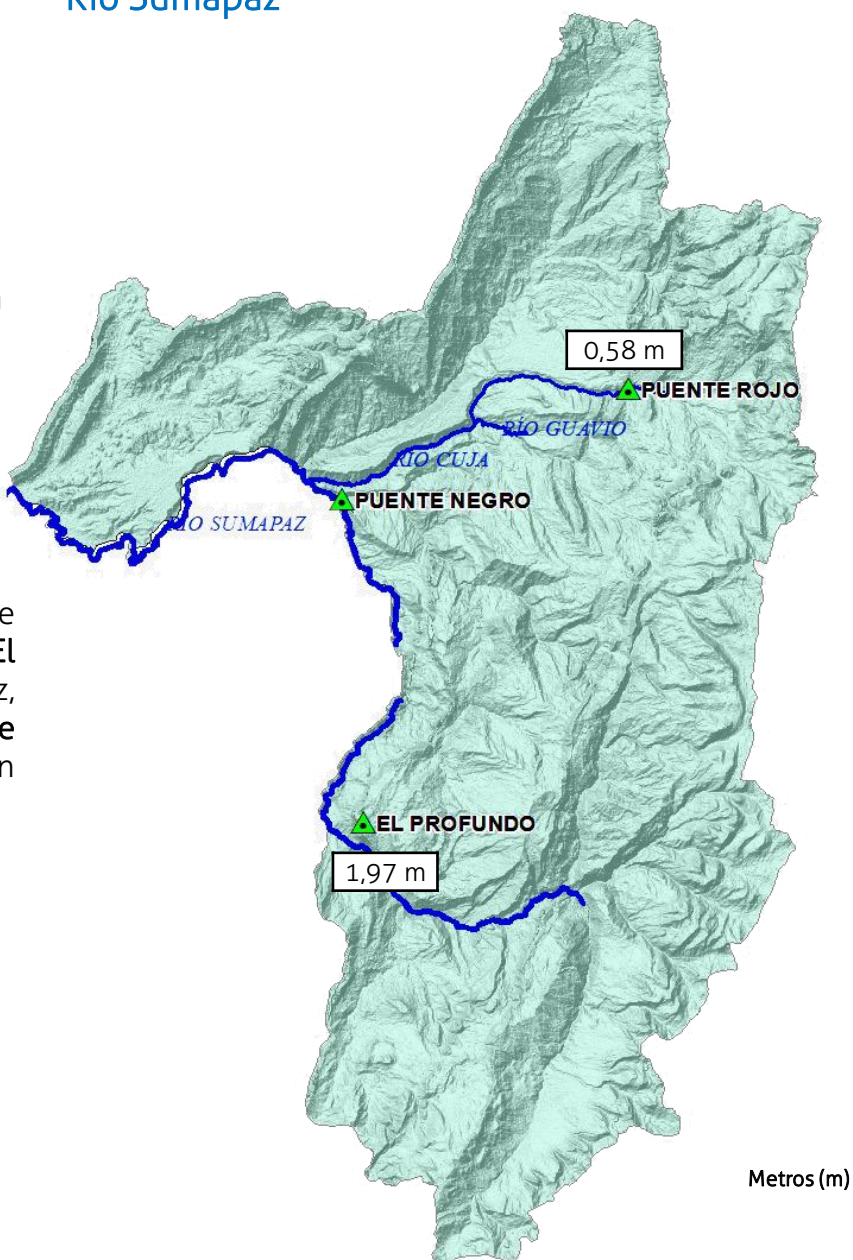 Río Sumapaz
0,58 m
PUENTE ROJO
RÍO GUAVIO
RÍO CUJA
PUENTE NEGRO
RÍO SUMAPAZ
e
El
z,
e
n
EL PROFUNDO
1,97 m
Metros (m)